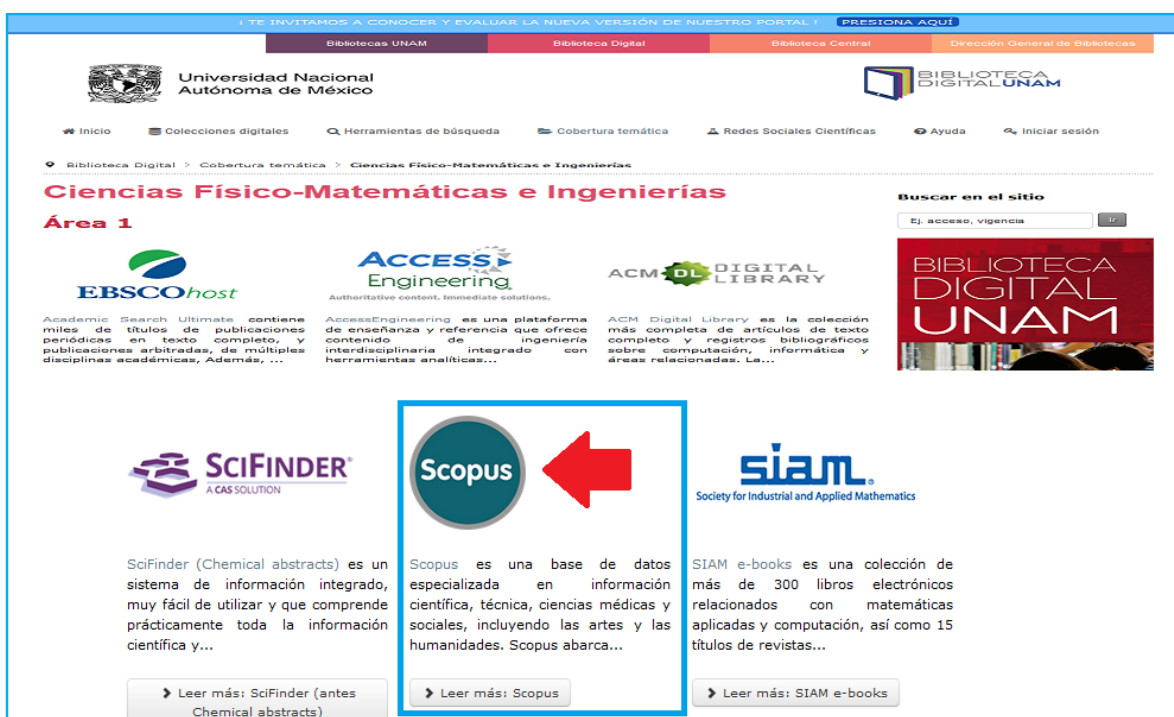 ¡ TE INVITAMOS A CONOCER Y EVALUAR LA NUEVA VERSIÓN DE NUESTRO PORTAL ! PRESIONA AQUÍ
Bibliotecas UNAM Biblioteca Digital Biblioteca Central Dirección General de Bibliotecas
Universidad Nacional
Autónoma de México
BIBLIOTECA
DIGITALUNAM
Inicio Colecciones digitales Herramientas de búsqueda Cobertura temática Redes Sociales Científicas Ayuda Iniciar sesión
Biblioteca Digital > Cobertura temática > Ciencias Físico-Matemáticas e Ingenierías
Ciencias Físico-Matemáticas e Ingenierías
Área 1
Buscar en el sitio
Ej. acceso, vigencia Ir
BIBLIOTECA
DIGITAL
UNAM
EBSCOhost
Academic Search Ultimate contiene
miles de títulos de publicaciones
periódicas en texto completo, y
publicaciones arbitradas, de múltiples
disciplinas académicas, Además, ...
ACCESS
Engineering
Authoritative content. Immediate solutions.
AccessEngineering es una plataforma
de enseñanza y referencia que ofrece
contenido de ingeniería
interdisciplinaria integrado con
herramientas analíticas...
ACM DL DIGITAL
LIBRARY
ACM Digital Library es la colección
más completa de artículos de texto
completo y registros bibliográficos
sobre computación, informática y
áreas relacionadas. La...
SCIFINDER®
A CAS SOLUTION
SciFinder (Chemical abstracts) es un
sistema de información integrado,
muy fácil de utilizar y que comprende
prácticamente toda la información
científica y...
Leer más: SciFinder (antes
Chemical abstracts)
Scopus
Scopus es una base de datos
especializada en información
científica, técnica, ciencias médicas y
sociales, incluyendo las artes y las
humanidades. Scopus abarca...
Leer más: Scopus
siam®
Society for Industrial and Applied Mathematics
SIAM e-books es una colección de
más de 300 libros electrónicos
relacionados con matemáticas
aplicadas y computación, así como 15
títulos de revistas...
Leer más: SIAM e-books